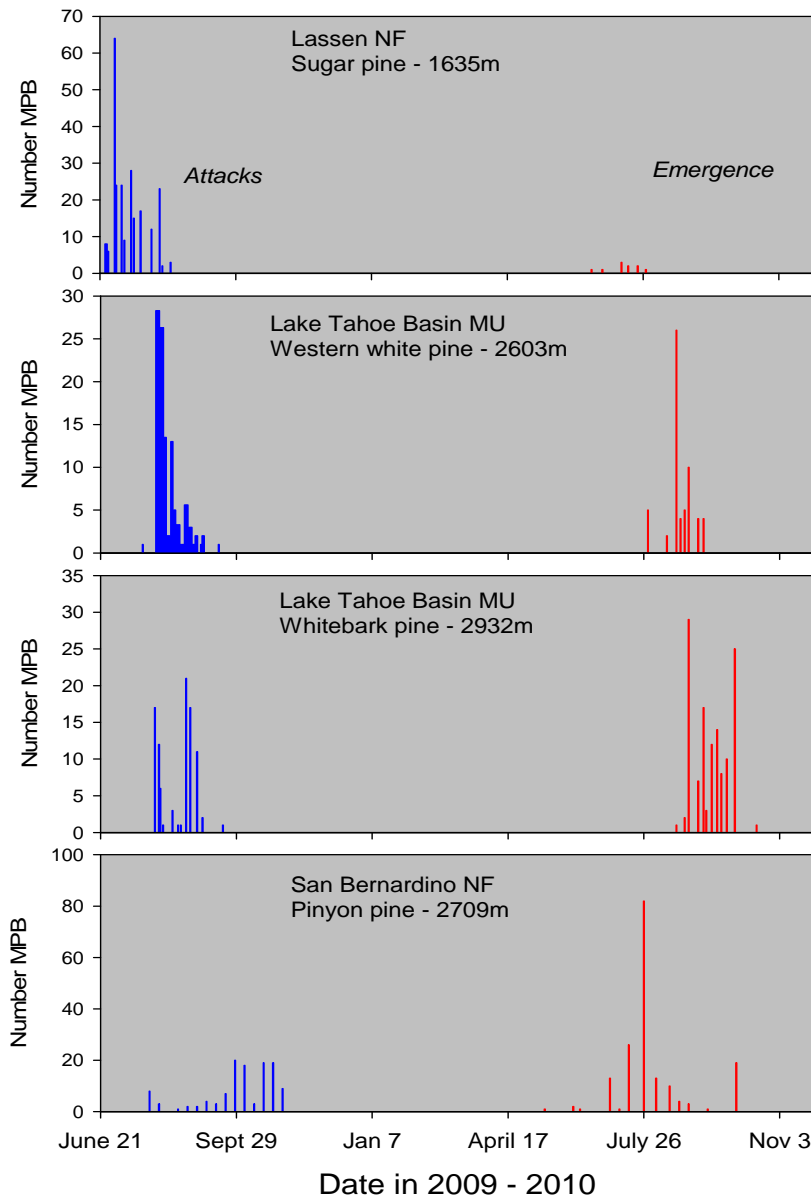 70
60
50
40
30
20
10
0
Number MPB
Lassen NF
Sugar pine - 1635m
Attacks
Emergence
30
25
20
15
10
5
0
Number MPB
Lake Tahoe Basin MU
Western white pine - 2603m
35
30
25
20
15
10
5
0
Number MPB
Lake Tahoe Basin MU
Whitebark pine - 2932m
100
80
60
40
20
0
Number MPB
San Bernardino NF
Pinyon pine - 2709m
June 21 Sept 29 Jan 7 April 17 July 26 Nov 3
Date in 2009 - 2010